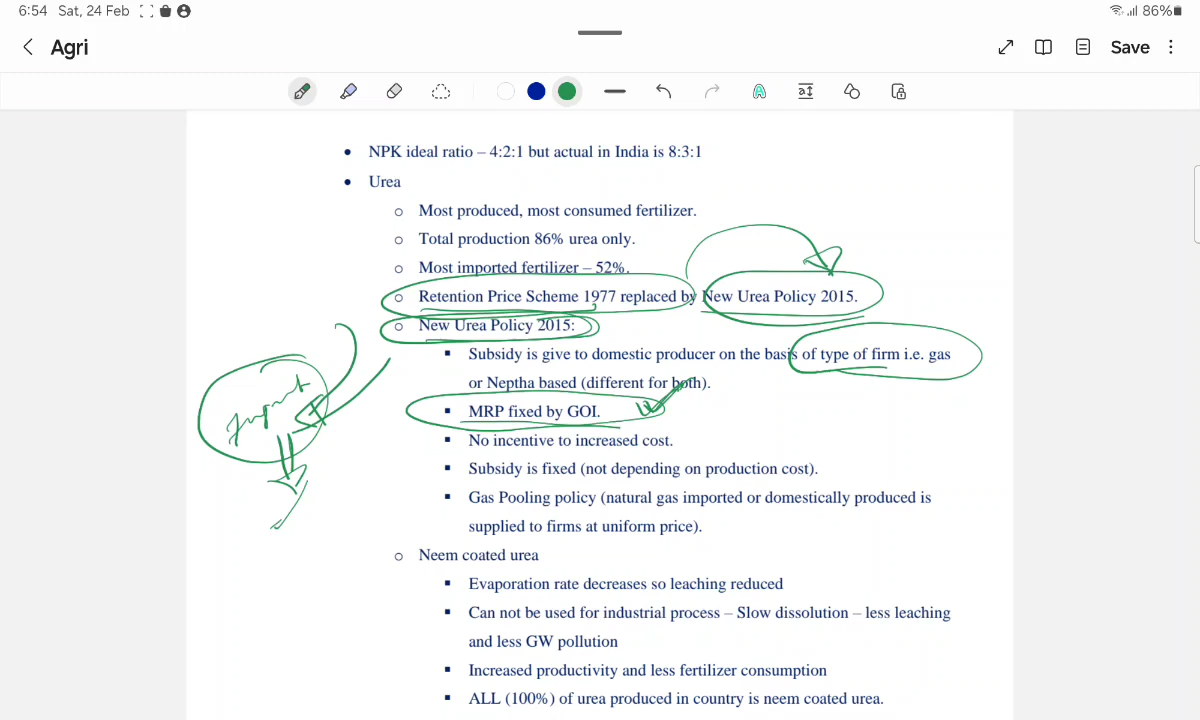 6:54 Sat, 24 Feb
86%
Agri
Save
• NPK ideal ratio – 4:2:1 but actual in India is 8:3:1
• Urea
o Most produced, most consumed fertilizer.
o Total production 86% urea only.
o Most imported fertilizer – 52%.
o Retention Price Scheme 1977 replaced by New Urea Policy 2015.
o New Urea Policy 2015:
▪ Subsidy is give to domestic producer on the basis of type of firm i.e. gas
or Neptha based (different for both).
▪ MRP fixed by GOI.
▪ No incentive to increased cost.
▪ Subsidy is fixed (not depending on production cost).
▪ Gas Pooling policy (natural gas imported or domestically produced is
supplied to firms at uniform price).
o Neem coated urea
▪ Evaporation rate decreases so leaching reduced
▪ Can not be used for industrial process – Slow dissolution – less leaching
and less GW pollution
▪ Increased productivity and less fertilizer consumption
▪ ALL (100%) of urea produced in country is neem coated urea.